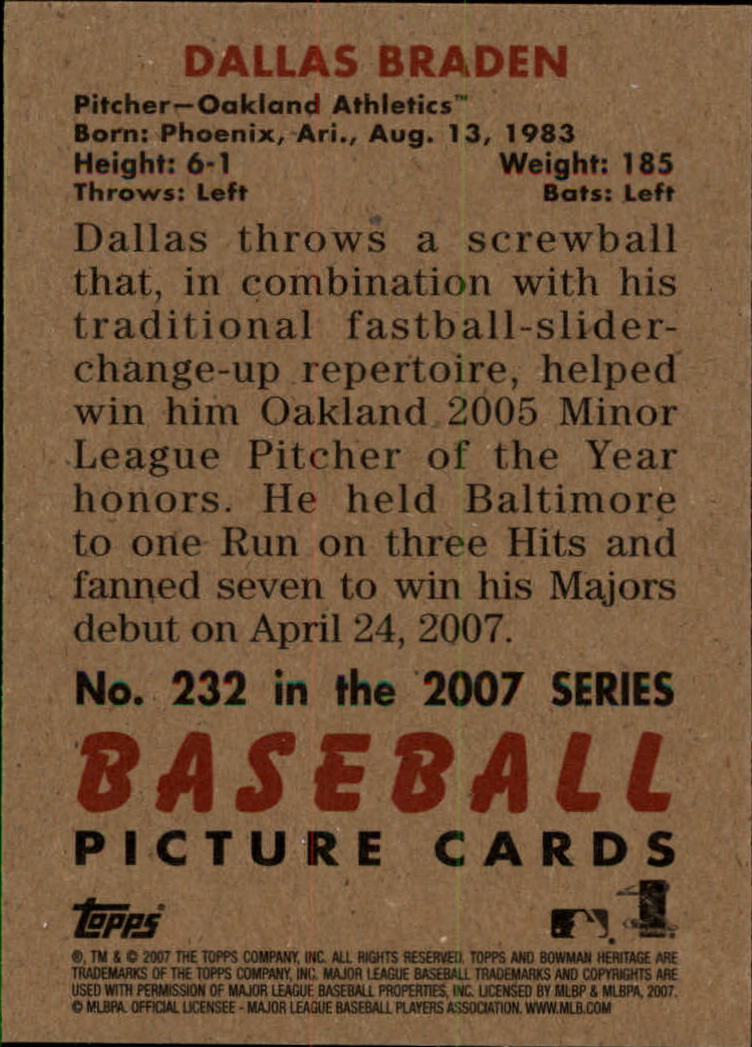 DALLAS BRADEN
Pitcher—Oakland Athletics™
Born: Phoenix, Ari., Aug. 13, 1983
Height: 6-1 Weight: 185
Throws: Left Bats: Left
Dallas throws a screwball
that, in combination with his
traditional fastball-slider-
change-up repertoire, helped
win him Oakland 2005 Minor
League Pitcher of the Year
honors. He held Baltimore
to one Run on three Hits and
fanned seven to win his Majors
debut on April 24, 2007.
No. 232 in the 2007 SERIES
BASEBALL
PICTURE CARDS
Topps
®, TM & © 2007 THE TOPPS COMPANY, INC. ALL RIGHTS RESERVED. TOPPS AND BOWMAN HERITAGE ARE
TRADEMARKS OF THE TOPPS COMPANY, INC. MAJOR LEAGUE BASEBALL TRADEMARKS AND COPYRIGHTS ARE
USED WITH PERMISSION OF MAJOR LEAGUE BASEBALL PROPERTIES, INC. LICENSED BY MLBP & MLBPA, 2007.
© MLBPA. OFFICIAL LICENSEE - MAJOR LEAGUE BASEBALL PLAYERS ASSOCIATION. WWW.MLB.COM